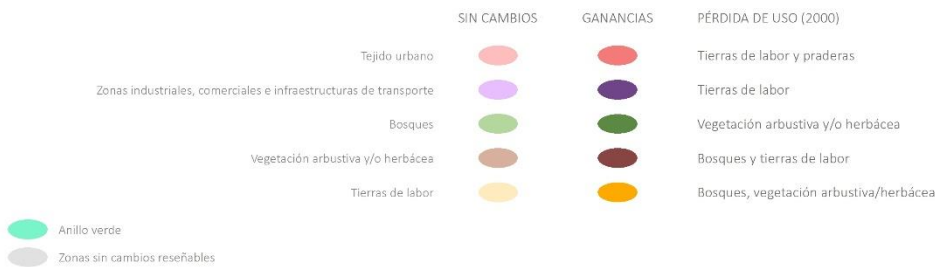 SIN CAMBIOS GANANCIAS PÉRDIDA DE USO (2000)
Tejido urbano Tierras de labor y praderas
Zonas industriales, comerciales e infraestructuras de transporte Tierras de labor
Bosques Vegetación arbustiva y/o herbácea
Vegetación arbustiva y/o herbácea Bosques y tierras de labor
Tierras de labor Bosques, vegetación arbustiva/herbácea
Anillo verde
Zonas sin cambios reseñables